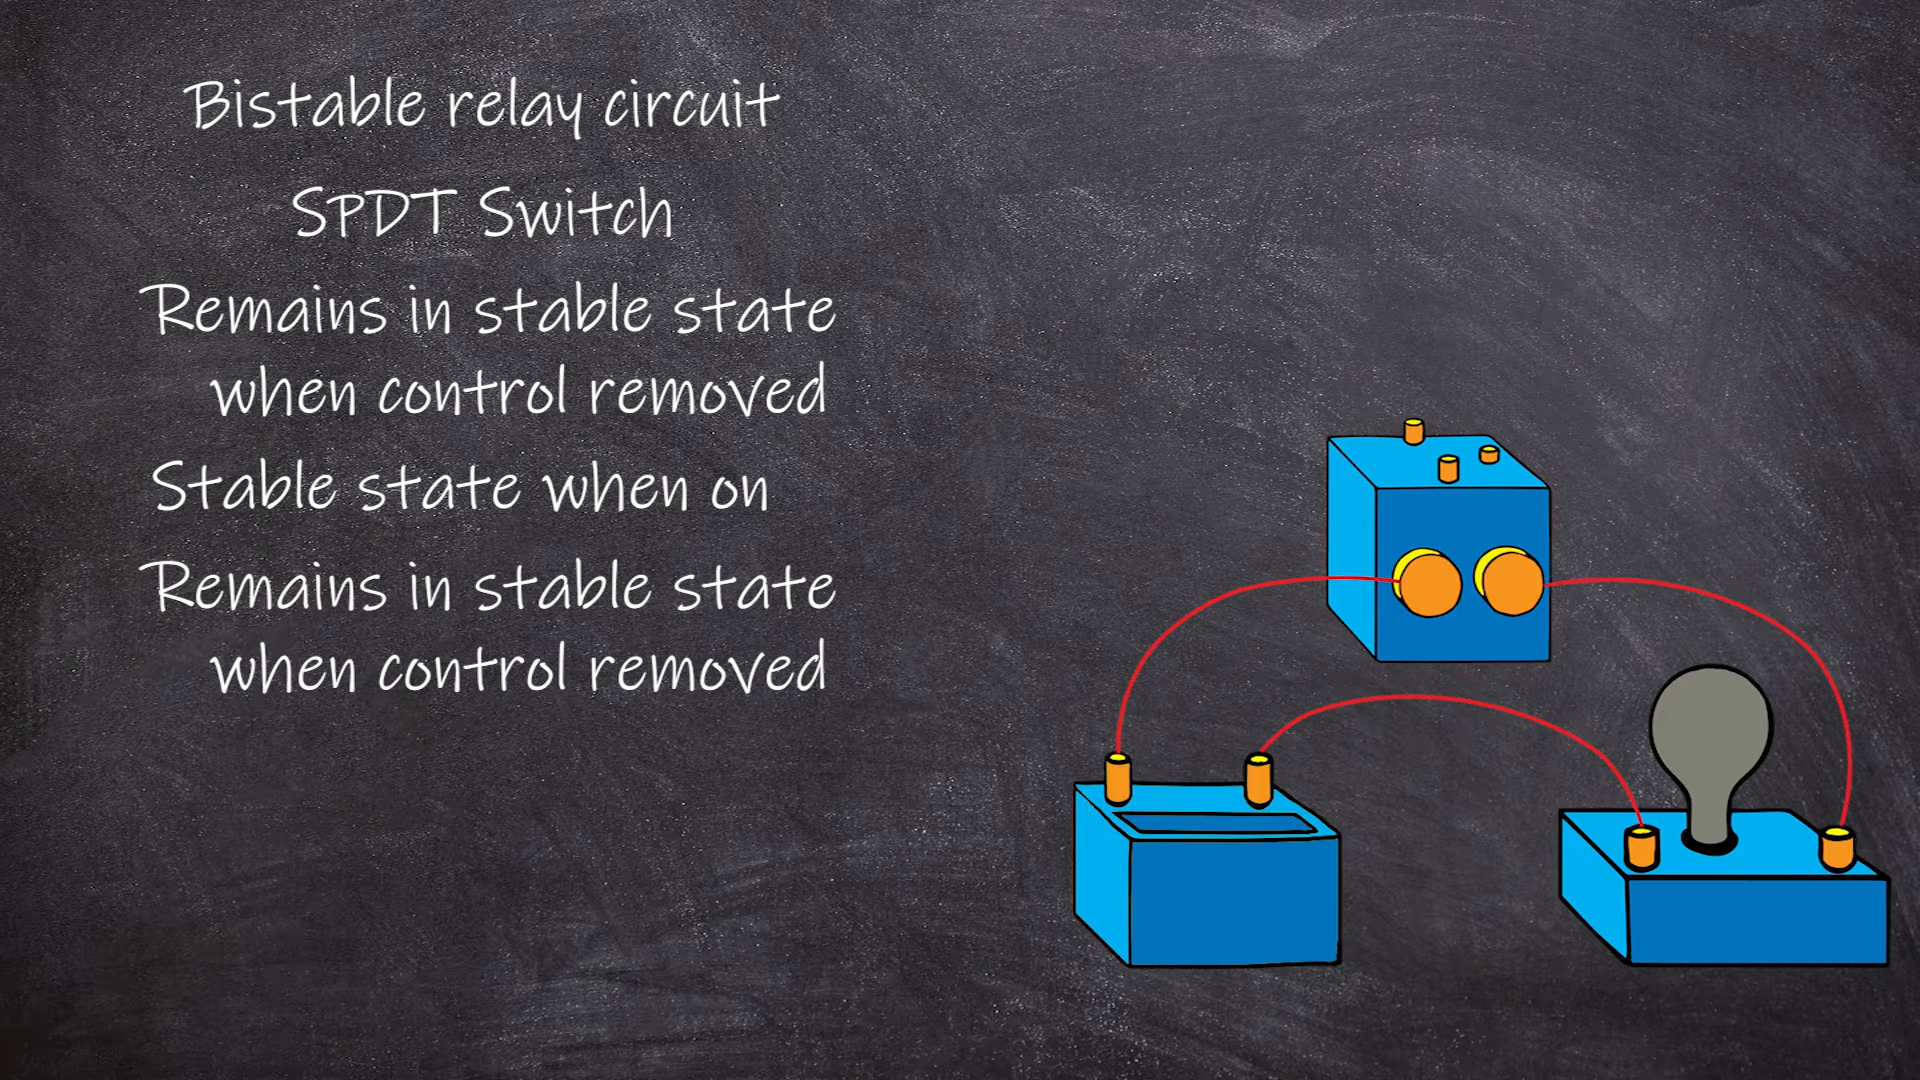 Bistable relay circuit
SPDT Switch
Remains in stable state
when control removed
Stable state when on
Remains in stable state
when control removed